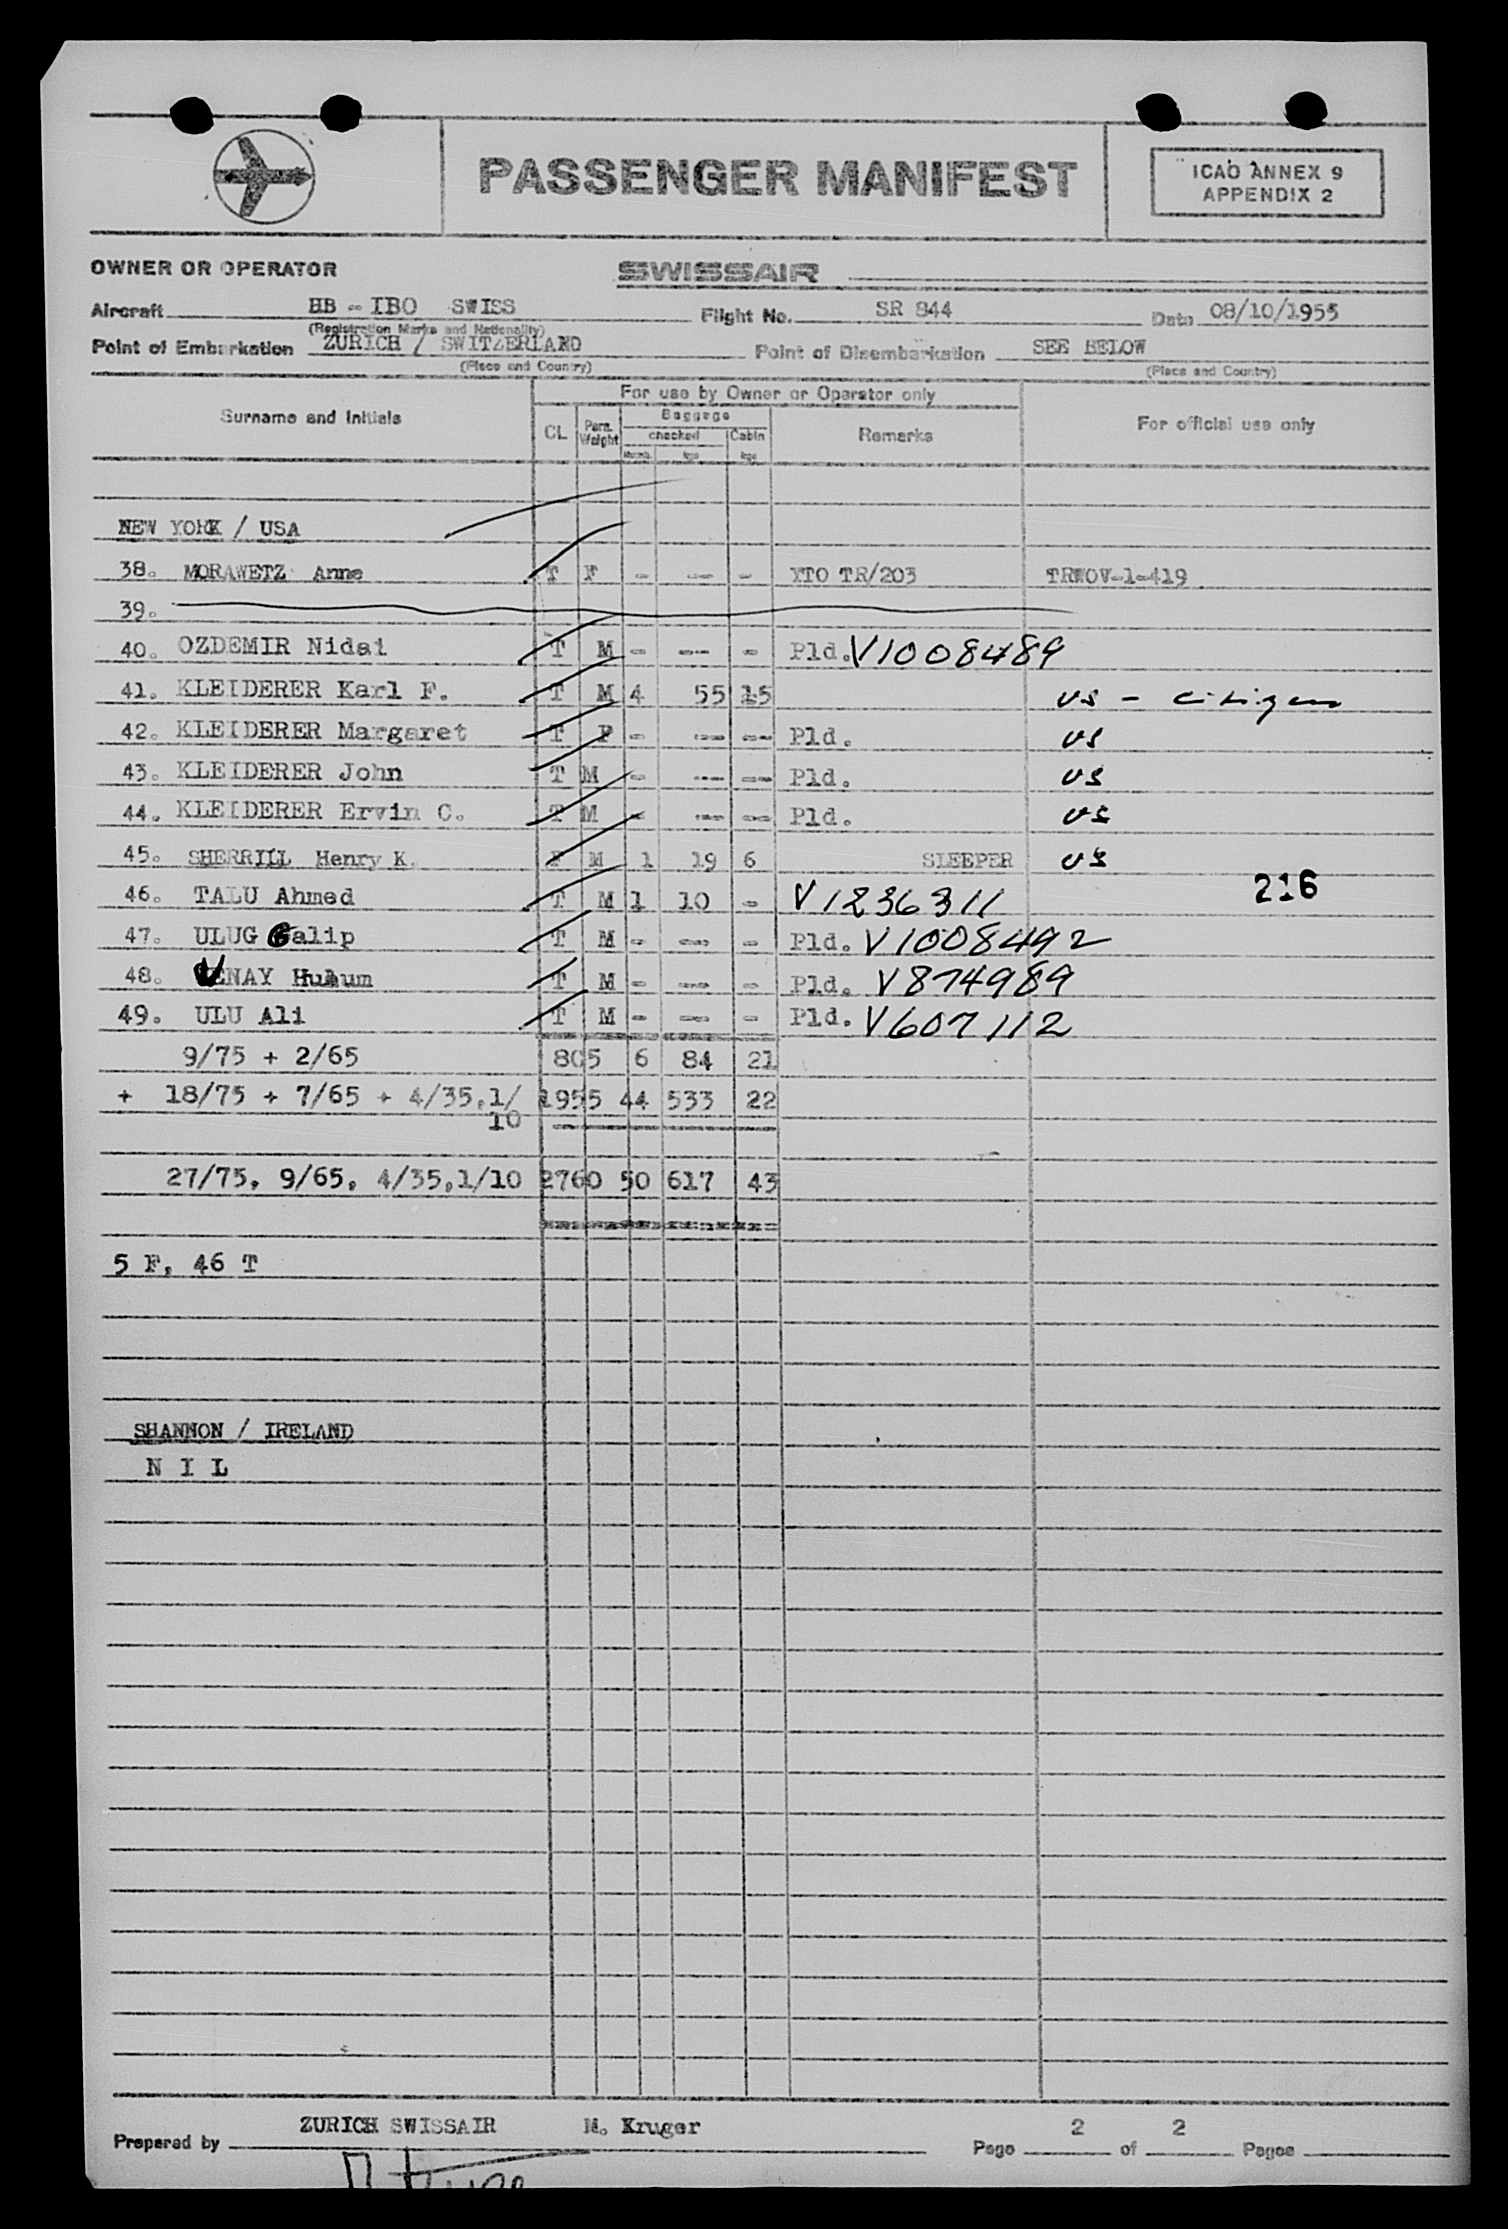 PASSENGER MANIFEST
ICAO ANNEX 9
APPENDIX 2
OWNER OR OPERATOR SWISSAIR
Aircraft HB - IBO SWISS Flight No. SR 844 Date 08/10/1955
(Registration Marks and Nationality)
Point of Embarkation ZURICH / SWITZERLAND Point of Disembarkation SEE BELOW
(Place and Country) (Place and Country)
Surname and Initials For use by Owner or Operator only For official use only
CL Pers. Weight Baggage Remarks
checked Cabin
kgs kgs
NEW YORK / USA
38. MORAWETZ Anne T F - -- - YTO TR/203 TRWOV-1-419
39.
40. OZDEMIR Nidai T M - --- - Pld. V1008489
41. KLEIDERER Karl F. T M 4 55 15 US - Citizen
42. KLEIDERER Margaret T F - --- -- Pld. US
43. KLEIDERER John T M - --- -- Pld. US
44. KLEIDERER Ervin C. T M - --- -- Pld. US
45. SHERRILL Henry K. F M 1 19 6 SLEEPER US
46. TALU Ahmed T M 1 10 - V1236311 216
47. ULUG Galip T M - --- - Pld. V1008492
48. ENAY T M - --- - Pld. V874989
49. ULU Ali T M - --- - Pld. V607112
9/75 + 2/65 805 6 84 21
+ 18/75 + 7/65 + 4/35,1/ 1955 44 533 22
10
27/75, 9/65, 4/35,1/10 2760 50 617 43
5 F, 46 T
SHANNON / IRELAND
N I L
ZURICH SWISSAIR M. Kruger
Prepared by Page 2 of 2 Pages